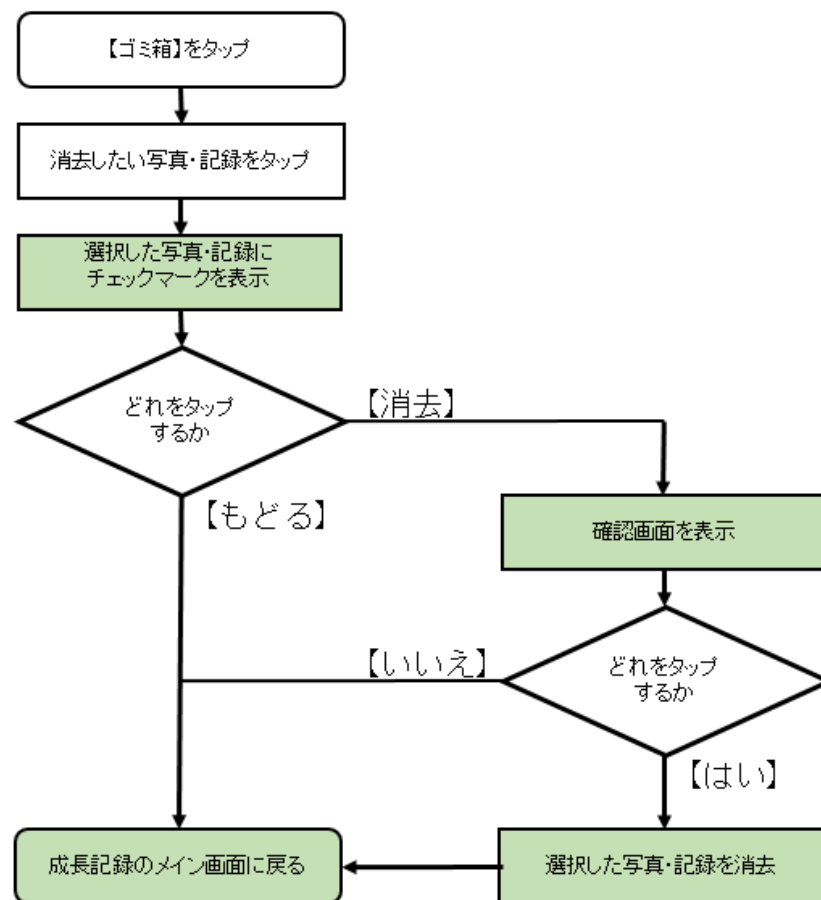 【ゴミ箱】をタップ
消去したい写真・記録をタップ
選択した写真・記録に
チェックマークを表示
どれをタップ
するか
【消去】
【もどる】
確認画面を表示
【いいえ】
どれをタップ
するか
【はい】
成長記録のメイン画面に戻る
選択した写真・記録を消去